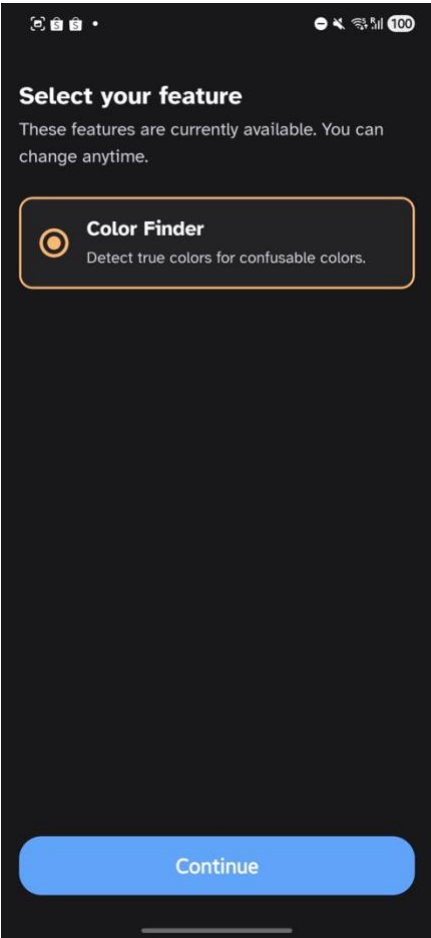 100
Select your feature
These features are currently available. You can
change anytime.
Color Finder
Detect true colors for confusable colors.
Continue